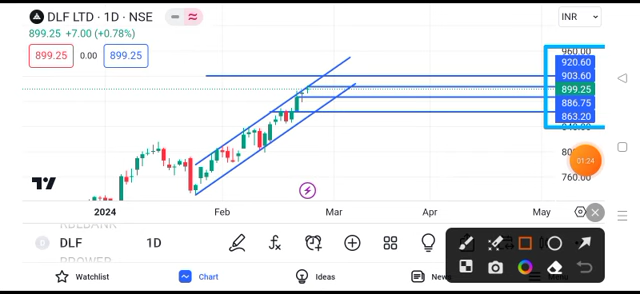 DLF LTD · 1D · NSE
INR
899.25 +7.00 (+0.78%)
899.25 0.00 899.25
960.00
920.60
903.60
899.25
886.75
863.20
760.00
01:24
2024 Feb Mar Apr May
DLF 1D
Watchlist Chart Ideas News